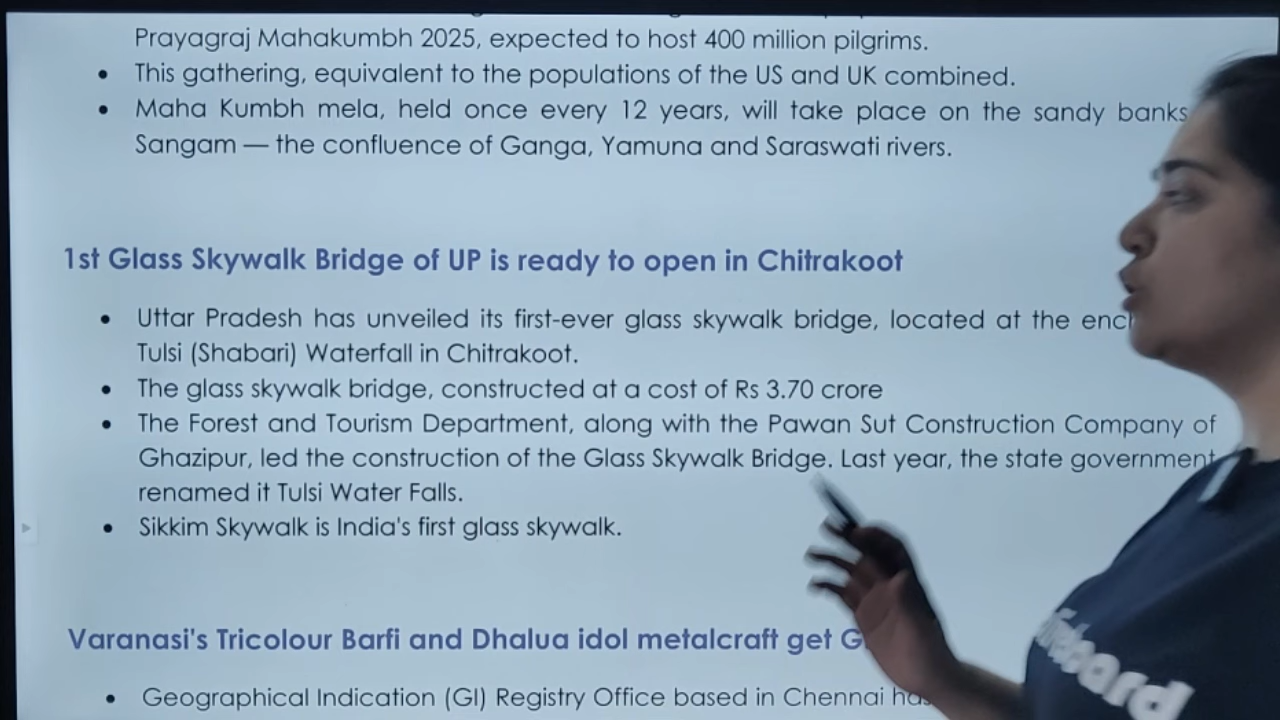 Prayagraj Mahakumbh 2025, expected to host 400 million pilgrims.
• This gathering, equivalent to the populations of the US and UK combined.
• Maha Kumbh mela, held once every 12 years, will take place on the sandy banks
Sangam — the confluence of Ganga, Yamuna and Saraswati rivers.
1st Glass Skywalk Bridge of UP is ready to open in Chitrakoot
• Uttar Pradesh has unveiled its first-ever glass skywalk bridge, located at the
Tulsi (Shabari) Waterfall in Chitrakoot.
• The glass skywalk bridge, constructed at a cost of Rs 3.70 crore
• The Forest and Tourism Department, along with the Pawan Sut Construction Company of
Ghazipur, led the construction of the Glass Skywalk Bridge. Last year, the state government
renamed it Tulsi Water Falls.
• Sikkim Skywalk is India's first glass skywalk.
Varanasi's Tricolour Barfi and Dhalua idol metalcraft get
• Geographical Indication (GI) Registry Office based in Chennai